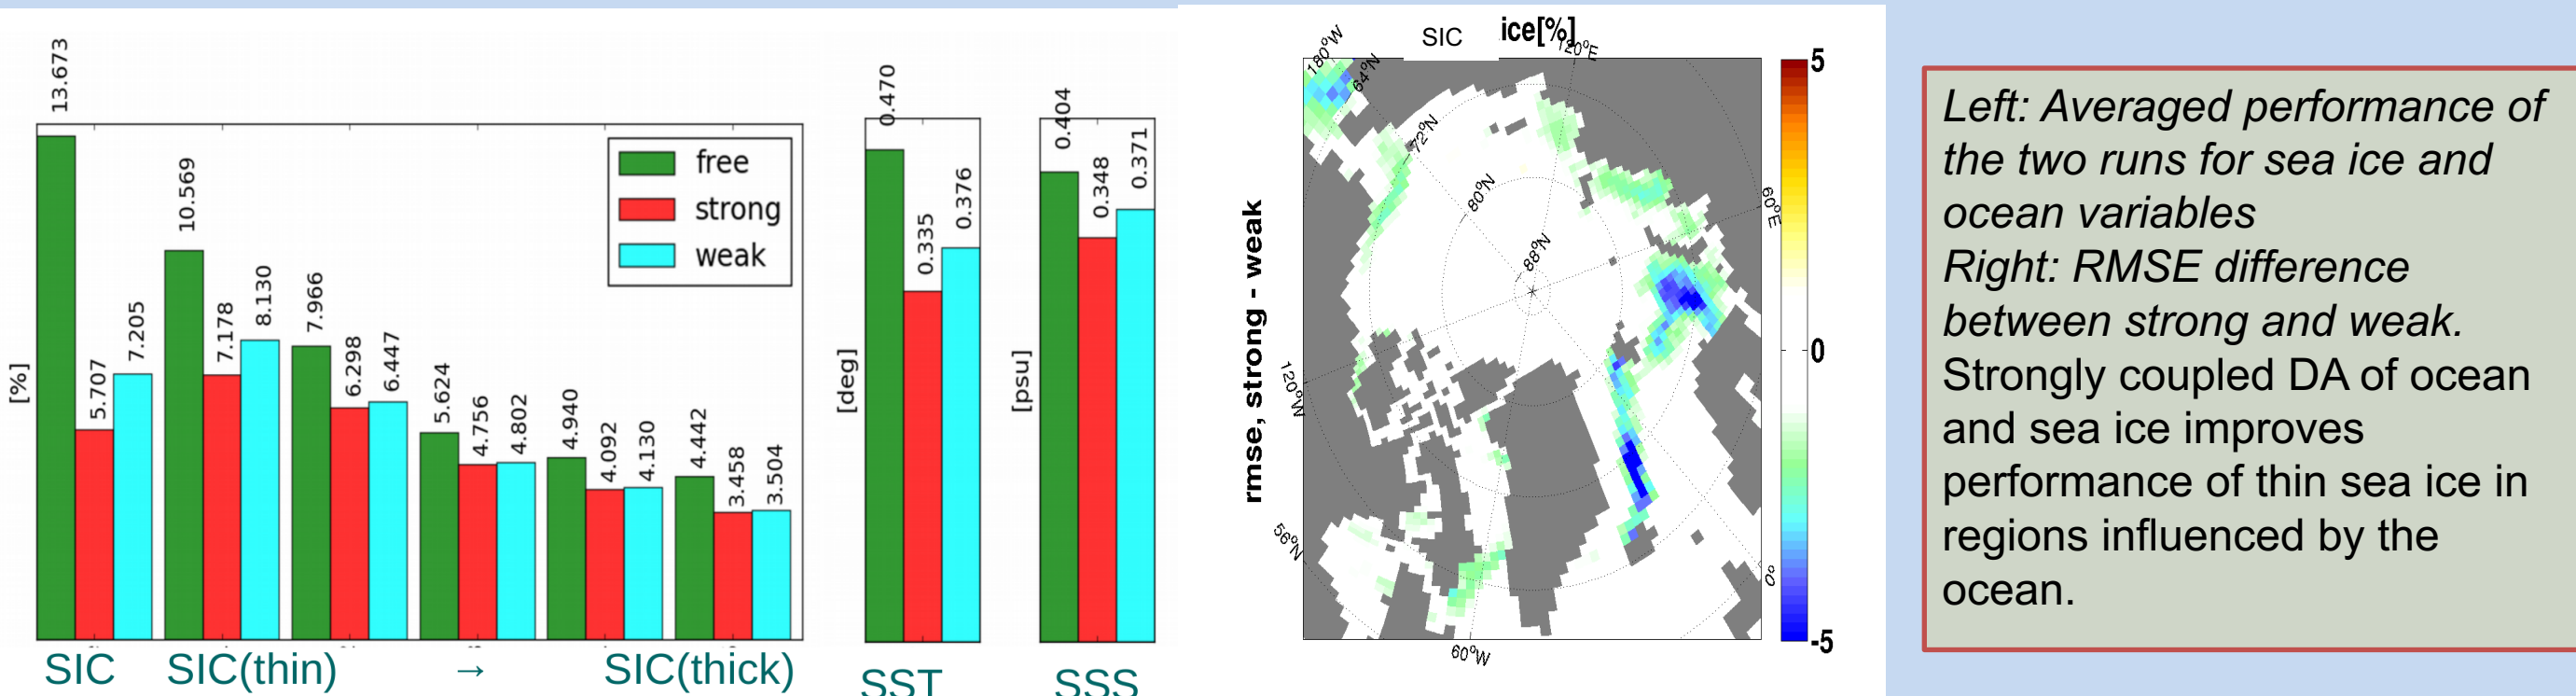 13.673
5.707
7.205
10.569
7.178
8.130
7.966
6.298
6.447
5.624
4.756
4.802
4.940
4.092
4.130
4.442
3.458
3.504
[%]
free
strong
weak
SIC
SIC(thin)
→
SIC(thick)
0.470
0.335
0.376
[deg]
SST
0.404
0.348
0.371
[psu]
SSS
SIC
ice[%]
rmse, strong - weak
180°W
64°N
120°E
72°N
80°N
88°N
60°E
120°W
56°N
60°W
0°
5
0
-5
Left: Averaged performance of
the two runs for sea ice and
ocean variables
Right: RMSE difference
between strong and weak.
Strongly coupled DA of ocean
and sea ice improves
performance of thin sea ice in
regions influenced by the
ocean.